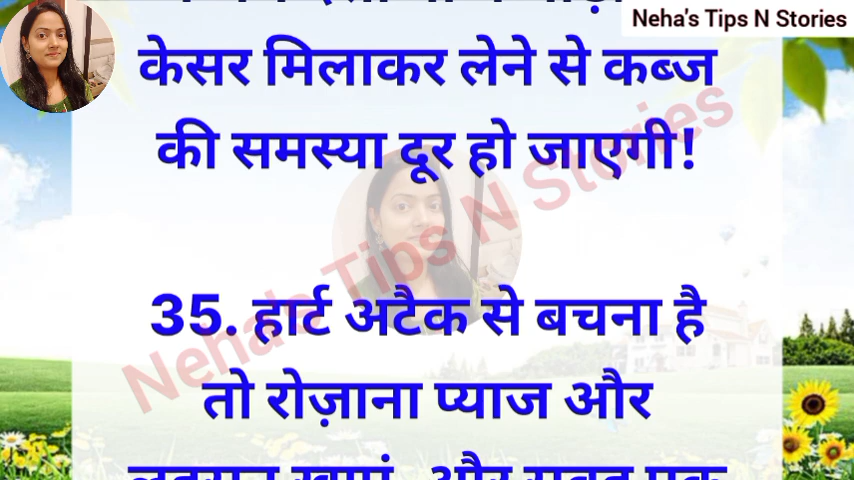 Neha's Tips N Stories
केसर मिलाकर लेने से कब्ज
की समस्या दूर हो जाएगी!
Neha's Tips N Stories
35. हार्ट अटैक से बचना है
तो रोज़ाना प्याज और